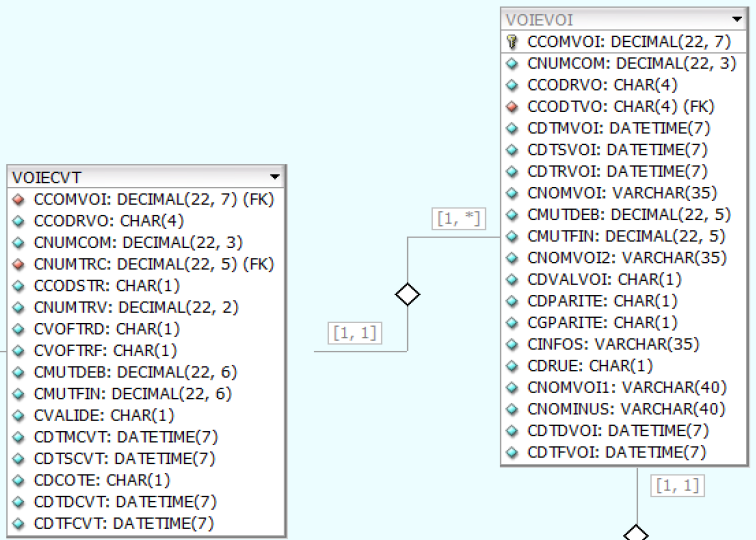 VOIEVOI
CCOMVOI: DECIMAL(22, 7)
CNUMCOM: DECIMAL(22, 3)
CCODRVO: CHAR(4)
CCODTVO: CHAR(4) (FK)
CDTMVOI: DATETIME(7)
CDTSVOI: DATETIME(7)
CDTRVOI: DATETIME(7)
CNOMVOI: VARCHAR(35)
CMUTDEB: DECIMAL(22, 5)
CMUTFIN: DECIMAL(22, 5)
CNOMVOI2: VARCHAR(35)
CDVALVOI: CHAR(1)
CDPARITE: CHAR(1)
CGPARITE: CHAR(1)
CINFOS: VARCHAR(35)
CDRUE: CHAR(1)
CNOMVOI1: VARCHAR(40)
CNOMINUS: VARCHAR(40)
CDTDVOI: DATETIME(7)
CDTFVOI: DATETIME(7)
VOIECVT
CCOMVOI: DECIMAL(22, 7) (FK)
CCODRVO: CHAR(4)
CNUMCOM: DECIMAL(22, 3)
CNUMTRC: DECIMAL(22, 5) (FK)
CCODSTR: CHAR(1)
CNUMTRV: DECIMAL(22, 2)
CVOFTRD: CHAR(1)
CVOFTRF: CHAR(1)
CMUTDEB: DECIMAL(22, 6)
CMUTFIN: DECIMAL(22, 6)
CVALIDE: CHAR(1)
CDTMCVT: DATETIME(7)
CDTSCVT: DATETIME(7)
CDCOTE: CHAR(1)
CDTDCVT: DATETIME(7)
CDTFCVT: DATETIME(7)
[1, *]
[1, 1]
[1, 1]